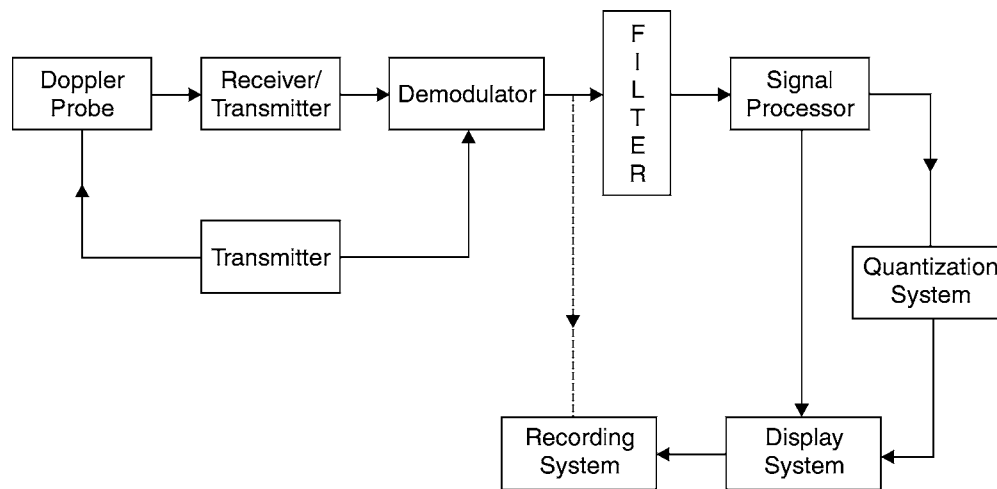 Doppler
Probe
Receiver/
Transmitter
Demodulator
F
I
L
T
E
R
Signal
Processor
Transmitter
Quantization
System
Recording
System
Display
System